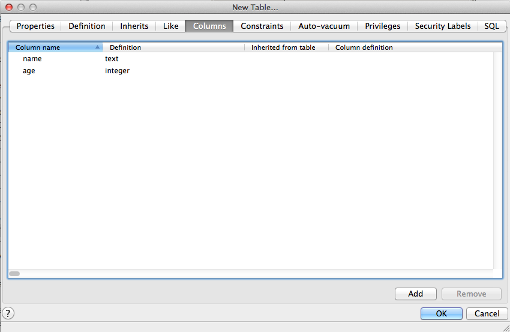 New Table...
Properties Definition Inherits Like Columns Constraints Auto-vacuum Privileges Security Labels SQL
Column name Definition Inherited from table Column definition
name text
age integer
Add Remove
? OK Cancel